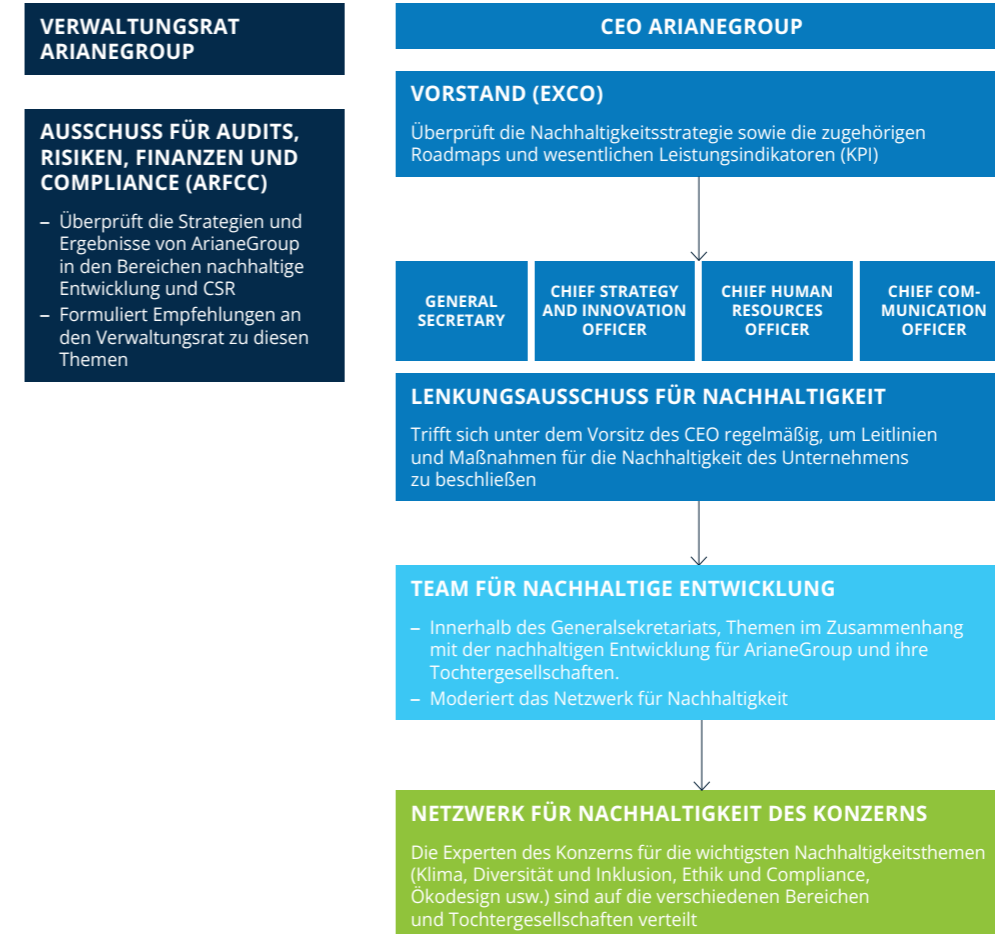 VERWALTUNGSRAT
ARIANEGROUP
AUSSCHUSS FÜR AUDITS,
RISIKEN, FINANZEN UND
COMPLIANCE (ARFCC)
– Überprüft die Strategien und
Ergebnisse von ArianeGroup
in den Bereichen nachhaltige
Entwicklung und CSR
– Formuliert Empfehlungen an
den Verwaltungsrat zu diesen
Themen
CEO ARIANEGROUP
VORSTAND (EXCO)
Überprüft die Nachhaltigkeitsstrategie sowie die zugehörigen
Roadmaps und wesentlichen Leistungsindikatoren (KPI)
GENERAL
SECRETARY
CHIEF STRATEGY
AND INNOVATION
OFFICER
CHIEF HUMAN
RESOURCES
OFFICER
CHIEF COM-
MUNICATION
OFFICER
LENKUNGSAUSSCHUSS FÜR NACHHALTIGKEIT
Trifft sich unter dem Vorsitz des CEO regelmäßig, um Leitlinien
und Maßnahmen für die Nachhaltigkeit des Unternehmens
zu beschließen
TEAM FÜR NACHHALTIGE ENTWICKLUNG
– Innerhalb des Generalsekretariats, Themen im Zusammenhang
mit der nachhaltigen Entwicklung für ArianeGroup und ihre
Tochtergesellschaften.
– Moderiert das Netzwerk für Nachhaltigkeit
NETZWERK FÜR NACHHALTIGKEIT DES KONZERNS
Die Experten des Konzerns für die wichtigsten Nachhaltigkeitsthemen
(Klima, Diversität und Inklusion, Ethik und Compliance,
Ökodesign usw.) sind auf die verschiedenen Bereichen
und Tochtergesellschaften verteilt